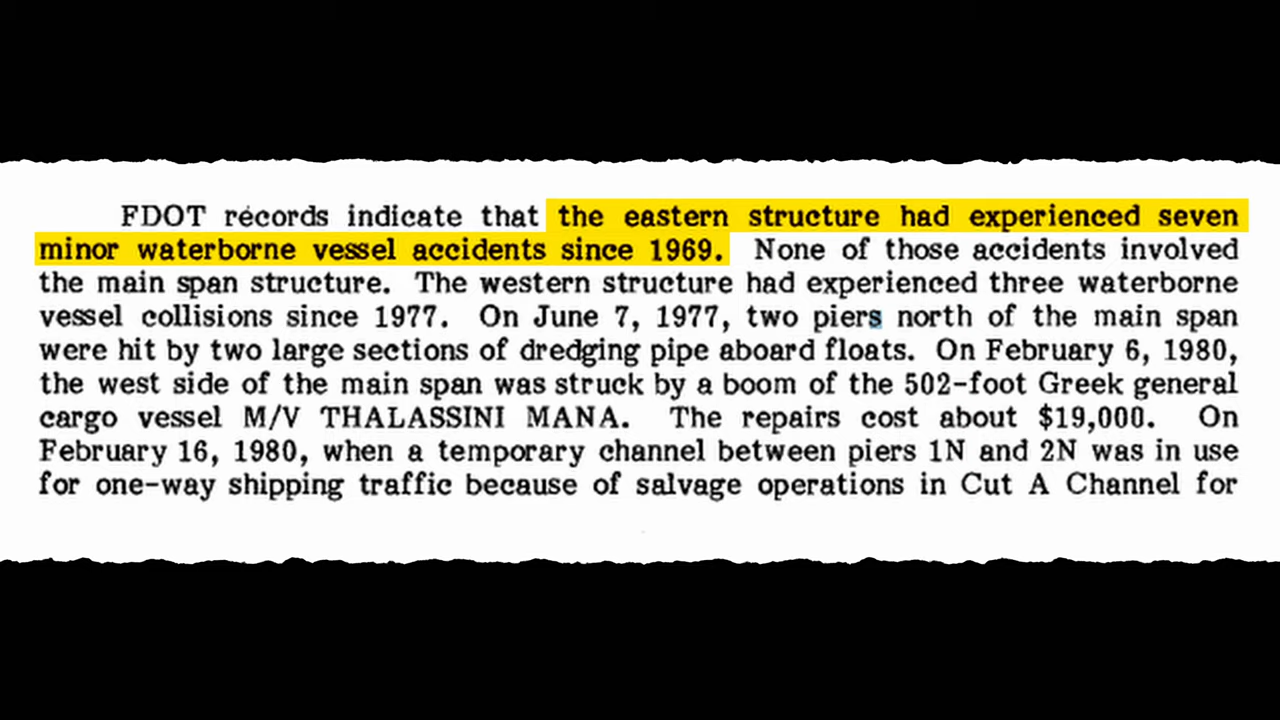 FDOT records indicate that the eastern structure had experienced seven
minor waterborne vessel accidents since 1969. None of those accidents involved
the main span structure. The western structure had experienced three waterborne
vessel collisions since 1977. On June 7, 1977, two piers north of the main span
were hit by two large sections of dredging pipe aboard floats. On February 6, 1980,
the west side of the main span was struck by a boom of the 502-foot Greek general
cargo vessel M/V THALASSINI MANA. The repairs cost about $19,000. On
February 16, 1980, when a temporary channel between piers 1N and 2N was in use
for one-way shipping traffic because of salvage operations in Cut A Channel for